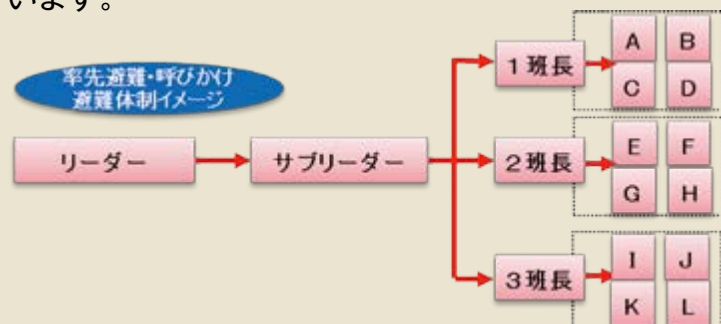 います。
率先避難・呼びかけ
避難体制イメージ
リーダー
サブリーダー
1班長
A B
C D
2班長
E F
G H
3班長
I J
K L